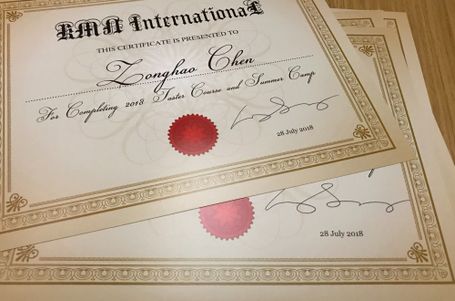 KMN International
THIS CERTIFICATE IS PRESENTED TO
Zonghao Chen
For Completing 2018 Taster Course and Summer Camp
28 July 2018
28 July 2018